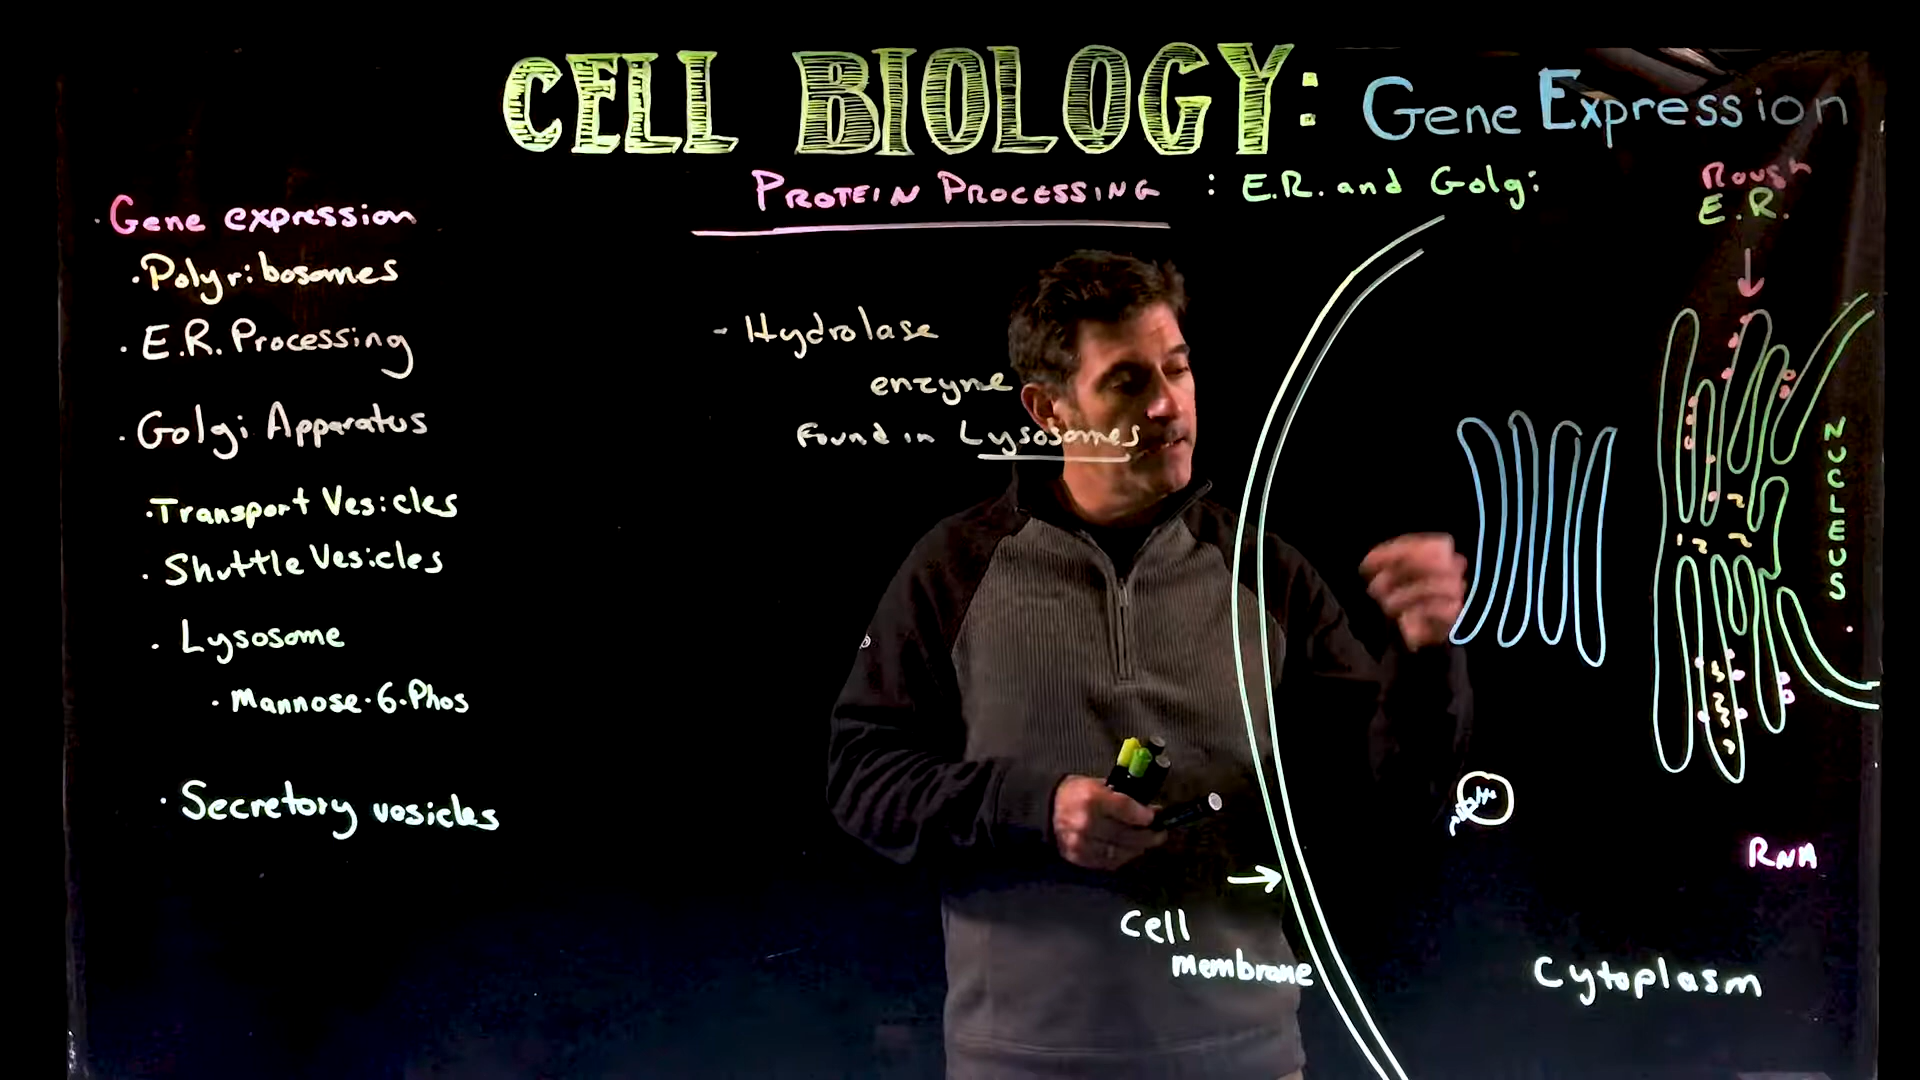 CELL BIOLOGY: Gene Expression
PROTEIN PROCESSING : E.R. and Golgi
· Gene expression
· Polyribosomes
· E.R. Processing
· Golgi Apparatus
· Transport Vesicles
· Shuttle Vesicles
· Lysosome
· Mannose·6·Phos
· Secretory vesicles
- Hydrolase
enzyme
Found in Lysosomes
Rough
E.R.
NUCLEUS
RNA
Cell
membrane
Cytoplasm